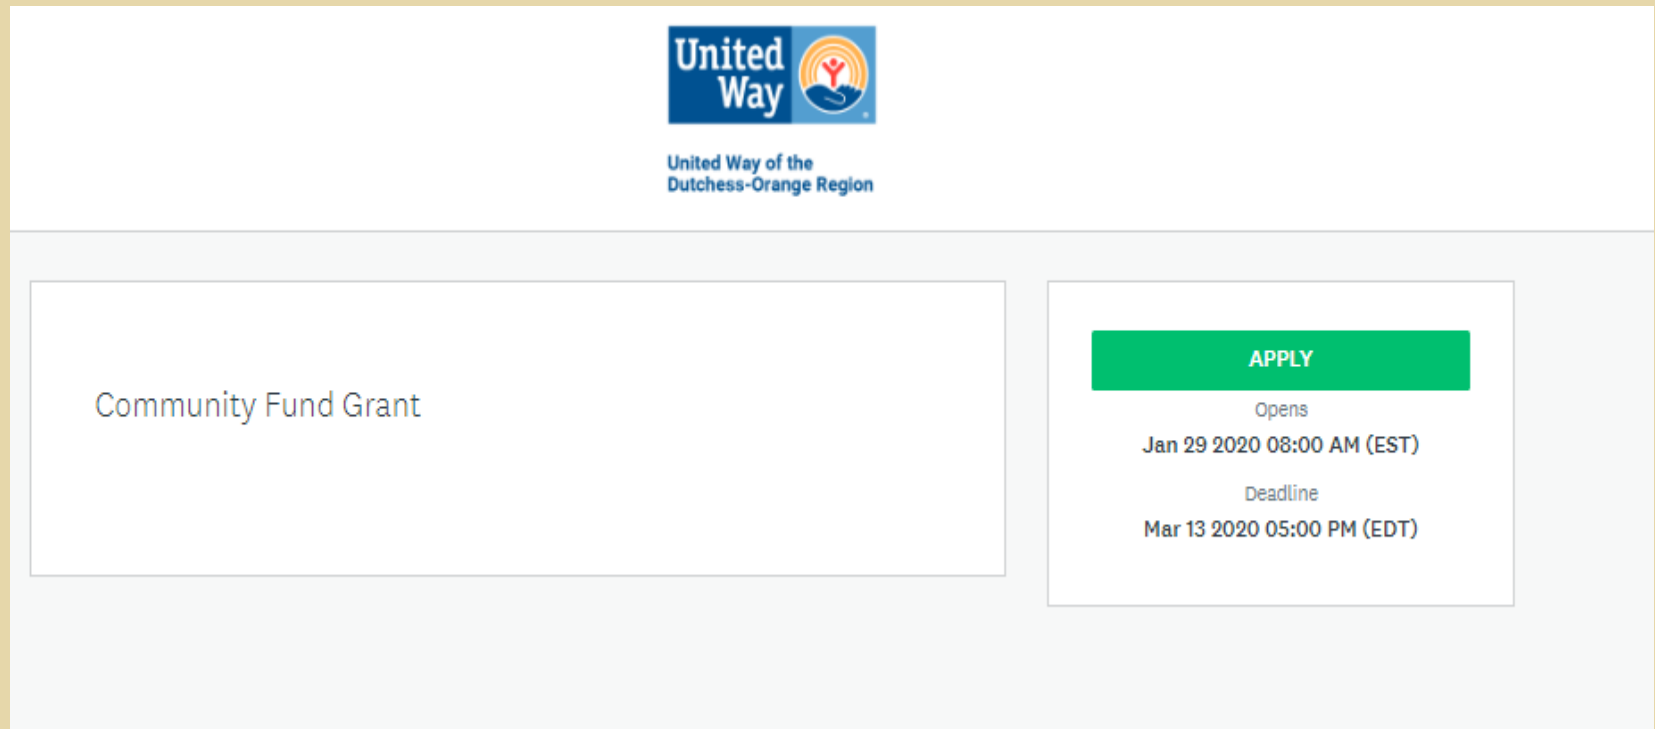 United
Way
United Way of the
Dutchess-Orange Region
Community Fund Grant
APPLY
Opens
Jan 29 2020 08:00 AM (EST)
Deadline
Mar 13 2020 05:00 PM (EDT)